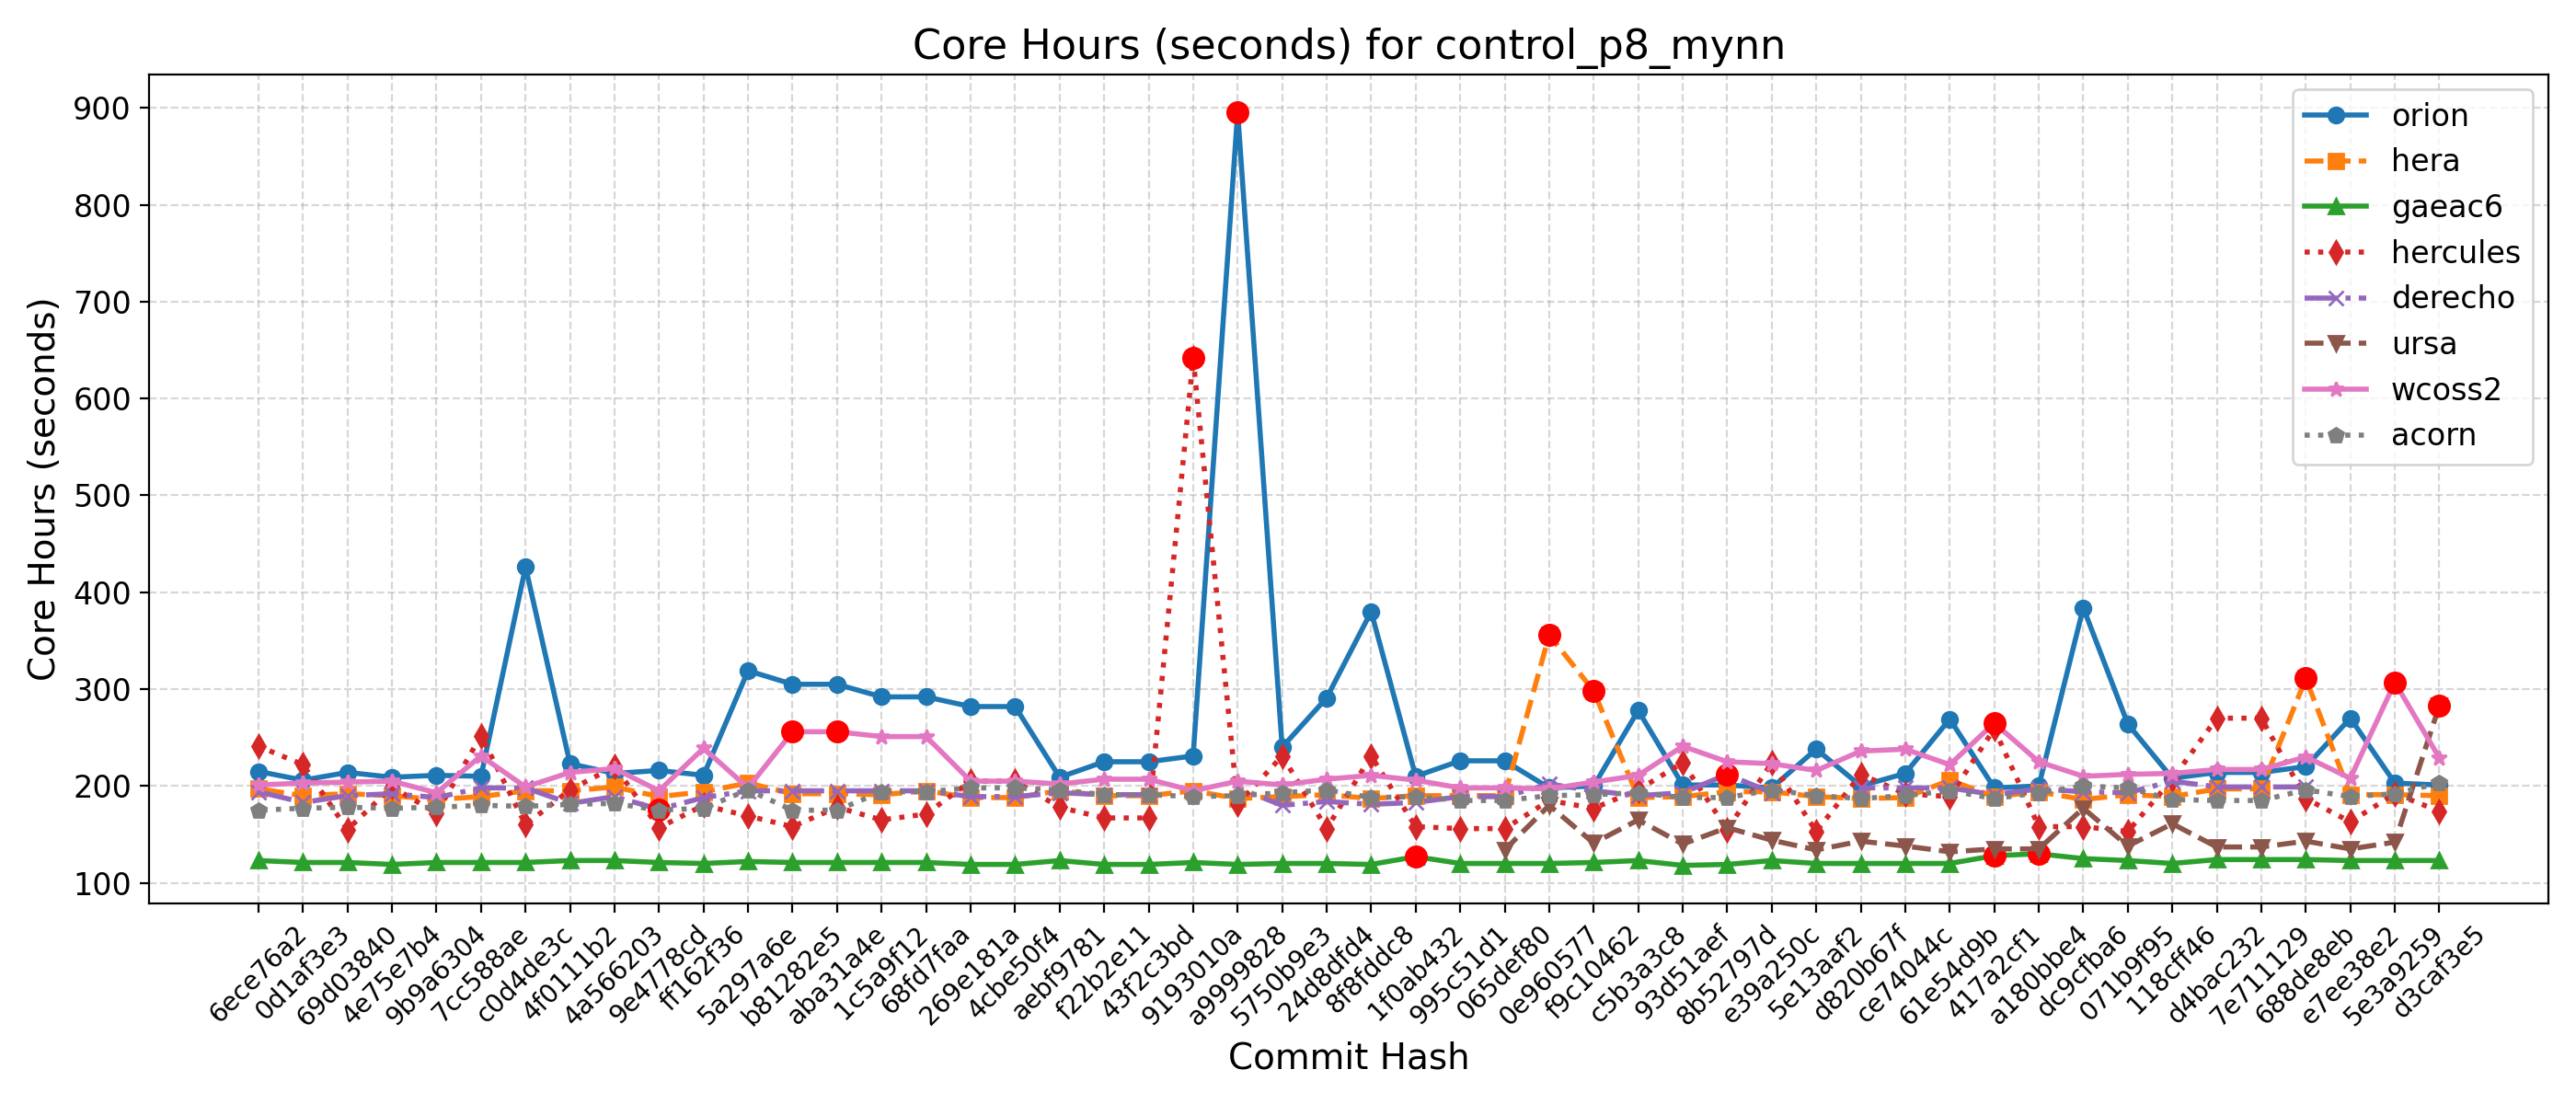 Core Hours (seconds) for control_p8_mynn
Core Hours (seconds)
900
800
700
600
500
400
300
200
100
orion
hera
gaeac6
hercules
derecho
ursa
wcoss2
acorn
6ece76a2
0d1af3e3
69d03840
4e75e7b4
9b9a6304
7cc588ae
c0d4de3c
4f0111b2
4a566203
9e4778cd
ff162f36
5a297a6e
b81282e5
aba31a4e
1c5a9f12
68fd7faa
269e181a
4cbe50f4
aebf9781
f22b2e11
43f2c3bd
9193010a
a9999828
5750b9e3
24d8dfd4
8f8fddc8
1f0ab432
995c51d1
065def80
0e960577
f9c10462
c5b3a3c8
93d51aef
8b52797d
e39a250c
5e13aaf2
d820b67f
ce74044c
61e54d9b
417a2cf1
a180bbe4
dc9cfba6
071b9f95
118cff46
d4bac232
7e711129
688de8eb
e7ee38e2
5e3a9259
d3caf3e5
Commit Hash